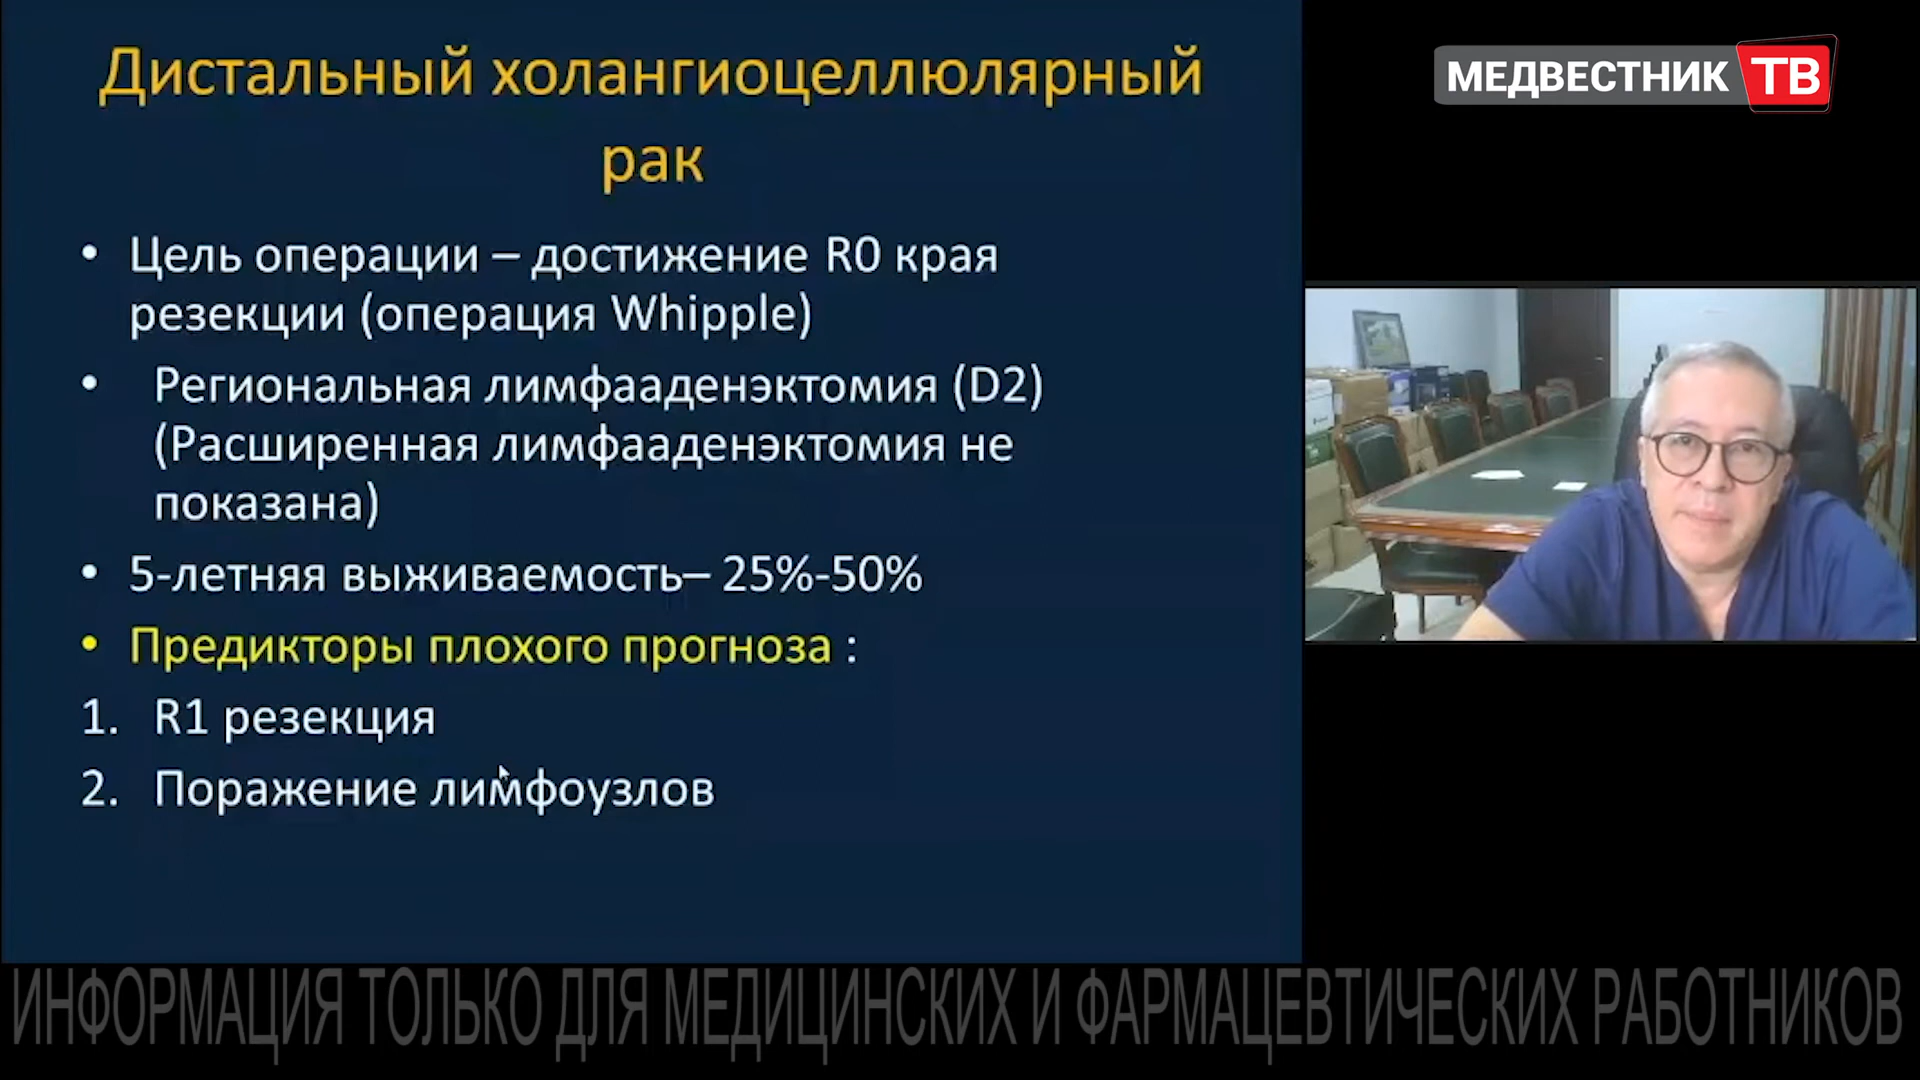 Дистальный холангиоцеллюлярный
рак
• Цель операции – достижение R0 края
резекции (операция Whipple)
• Региональная лимфааденэктомия (D2)
(Расширенная лимфааденэктомия не
показана)
• 5-летняя выживаемость– 25%-50%
• Предикторы плохого прогноза :
1. R1 резекция
2. Поражение лимфоузлов
МЕДВЕСТНИК ТВ
ИНФОРМАЦИЯ ТОЛЬКО ДЛЯ МЕДИЦИНСКИХ И ФАРМАЦЕВТИЧЕСКИХ РАБОТНИКОВ